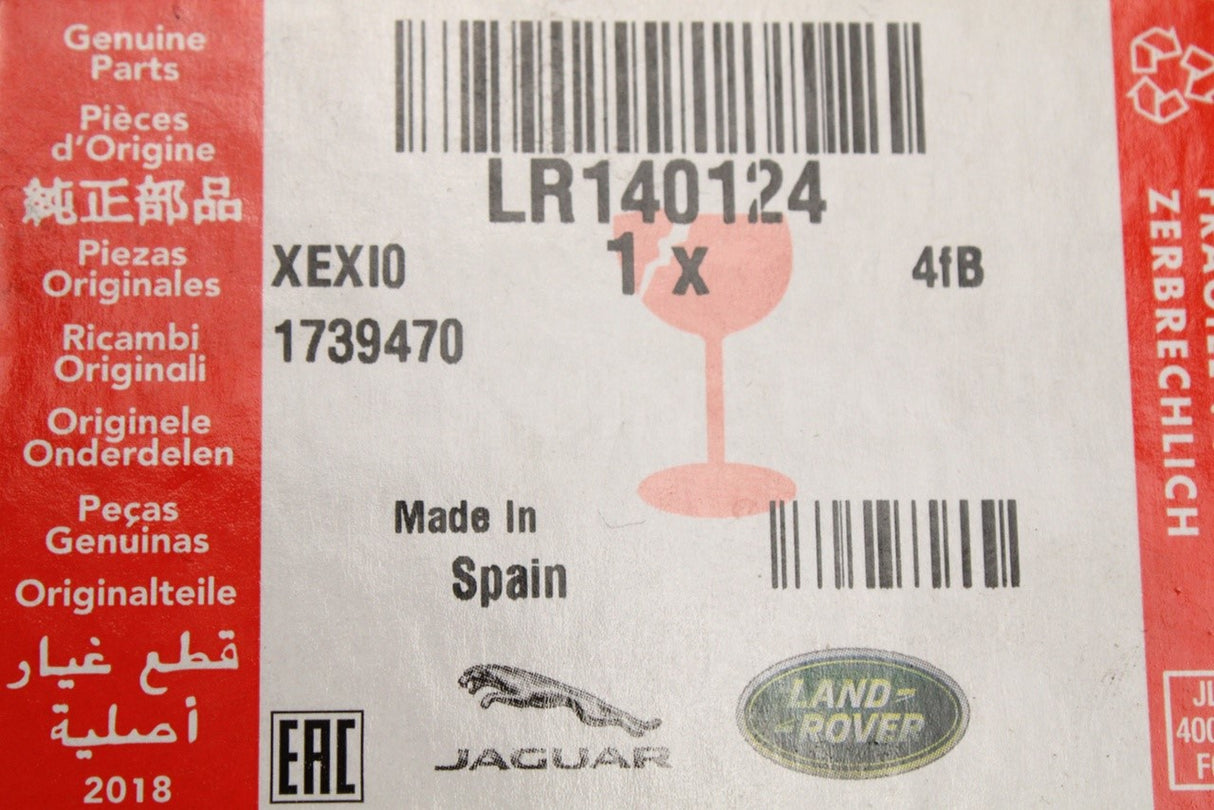 Genuine
Parts
Pièces
d'Origine
純正部品
Piezas
Originales
Ricambi
Originali
Originele
Onderdelen
Peças
Genuinas
Originalteile
قطع غيار
أصلية
2018
LR140124
XEXI0 1 x 4fB
1739470
Made In
Spain
EAC
JAGUAR
LAND-
-ROVER
ZERBRECHLICH